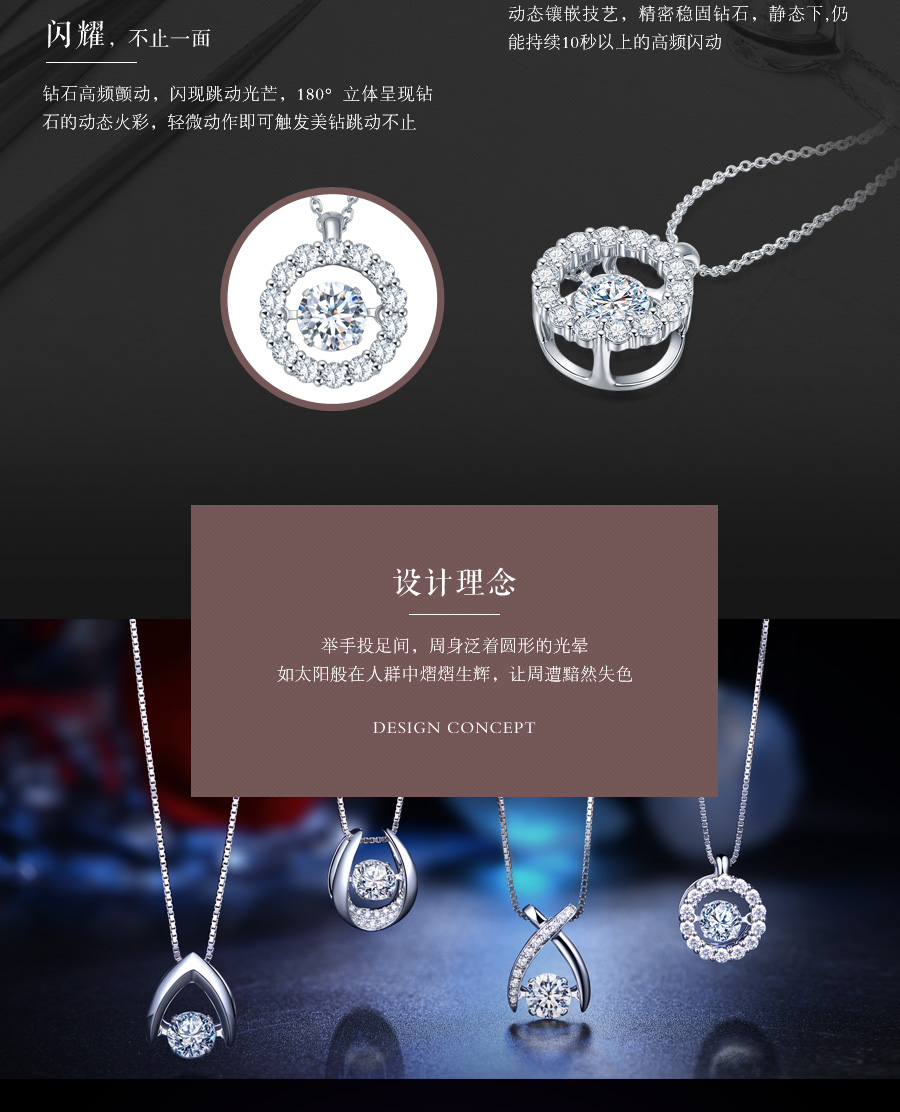 闪耀，不止一面
钻石高频颤动，闪现跳动光芒，180° 立体呈现钻
石的动态火彩，轻微动作即可触发美钻跳动不止
动态镶嵌技艺，精密稳固钻石，静态下,仍
能持续10秒以上的高频闪动
设计理念
举手投足间，周身泛着圆形的光晕
如太阳般在人群中熠熠生辉，让周遭黯然失色
DESIGN CONCEPT